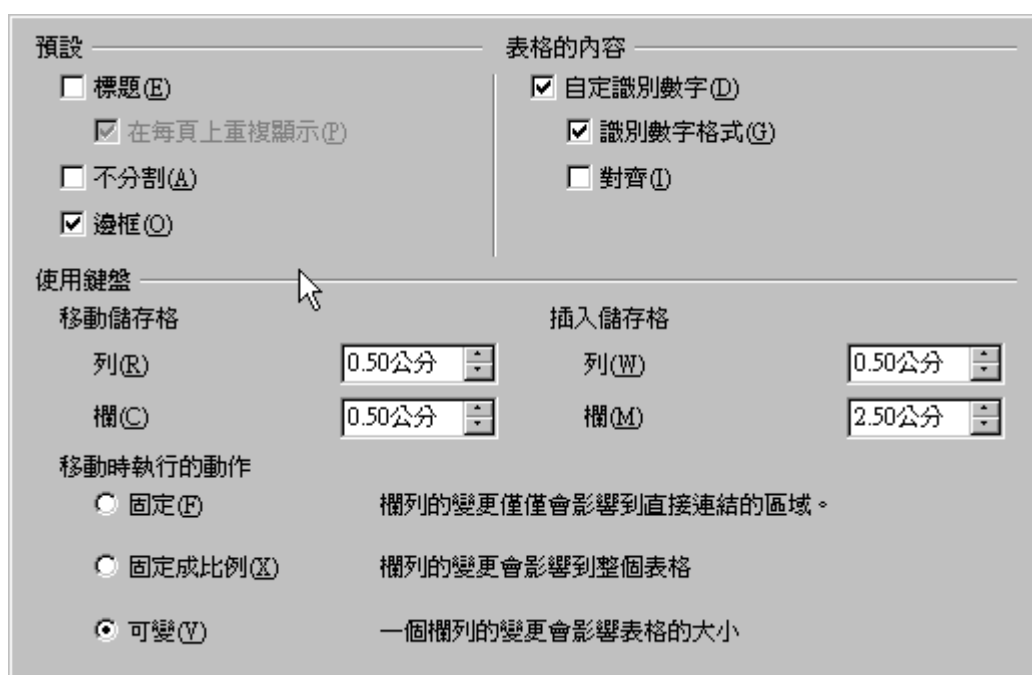 預設
標題(E)
在每頁上重複顯示(P)
不分割(A)
邊框(O)
表格的內容
自定識別數字(D)
識別數字格式(G)
對齊(I)
使用鍵盤
移動儲存格
列(R) 0.50公分
欄(C) 0.50公分
插入儲存格
列(W) 0.50公分
欄(M) 2.50公分
移動時執行的動作
固定(F) 欄列的變更僅僅會影響到直接連結的區域。
固定成比例(X) 欄列的變更會影響到整個表格
可變(V) 一個欄列的變更會影響表格的大小